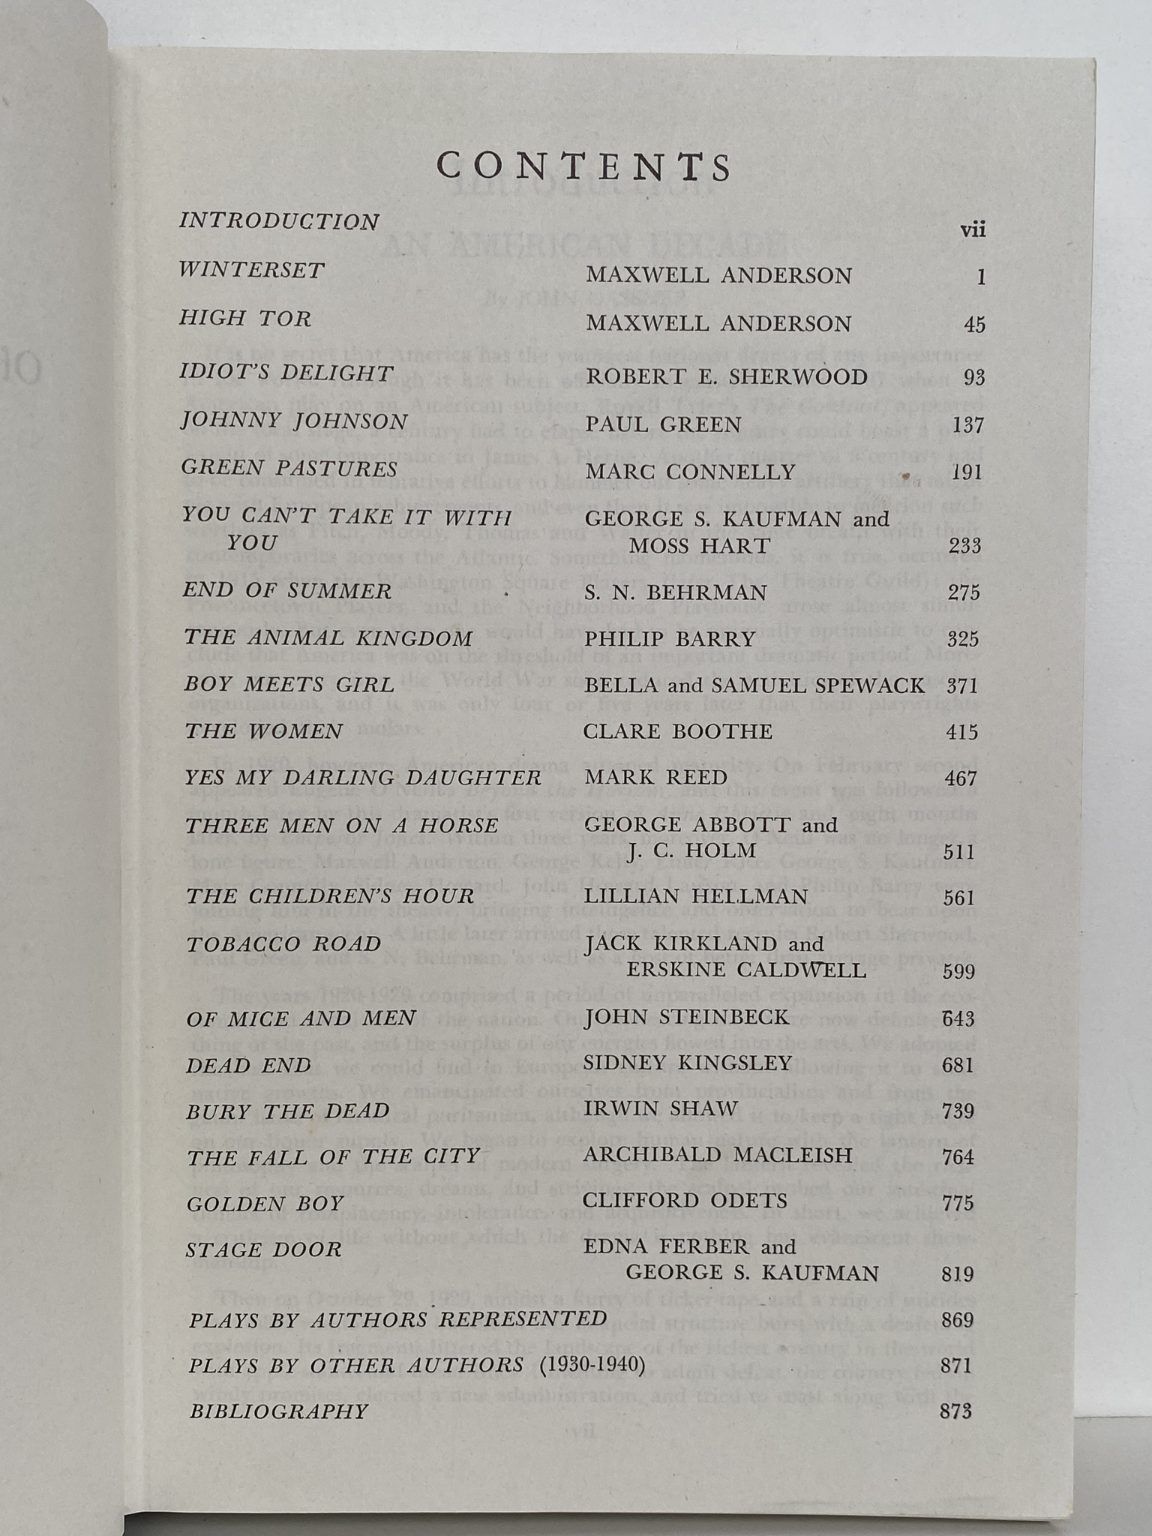 CONTENTS
INTRODUCTION vii
WINTERSET MAXWELL ANDERSON 1
HIGH TOR MAXWELL ANDERSON 45
IDIOT'S DELIGHT ROBERT E. SHERWOOD 93
JOHNNY JOHNSON PAUL GREEN 137
GREEN PASTURES MARC CONNELLY 191
YOU CAN'T TAKE IT WITH GEORGE S. KAUFMAN and
YOU MOSS HART 233
END OF SUMMER S. N. BEHRMAN 275
THE ANIMAL KINGDOM PHILIP BARRY 325
BOY MEETS GIRL BELLA and SAMUEL SPEWACK 371
THE WOMEN CLARE BOOTHE 415
YES MY DARLING DAUGHTER MARK REED 467
THREE MEN ON A HORSE GEORGE ABBOTT and
J. C. HOLM 511
THE CHILDREN'S HOUR LILLIAN HELLMAN 561
TOBACCO ROAD JACK KIRKLAND and
ERSKINE CALDWELL 599
OF MICE AND MEN JOHN STEINBECK 643
DEAD END SIDNEY KINGSLEY 681
BURY THE DEAD IRWIN SHAW 739
THE FALL OF THE CITY ARCHIBALD MACLEISH 764
GOLDEN BOY CLIFFORD ODETS 775
STAGE DOOR EDNA FERBER and
GEORGE S. KAUFMAN 819
PLAYS BY AUTHORS REPRESENTED 869
PLAYS BY OTHER AUTHORS (1930-1940) 871
BIBLIOGRAPHY 873